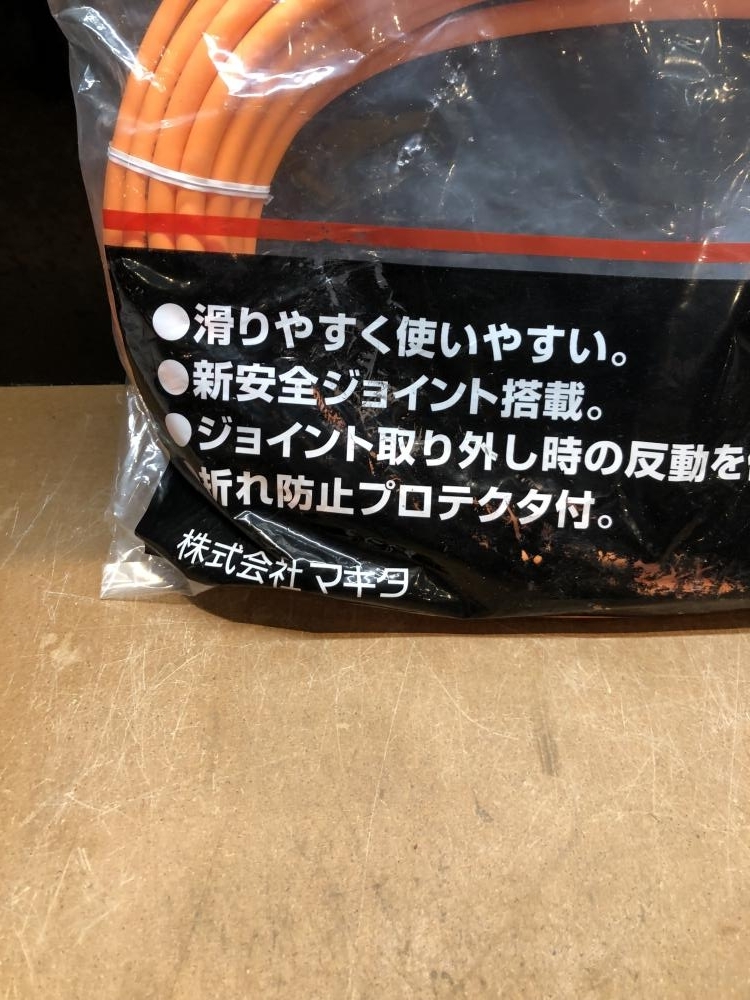 ●滑りやすく使いやすい。
●新安全ジョイント搭載。
●ジョイント取り外し時の反動を
●折れ防止プロテクタ付。
株式会社マキタ